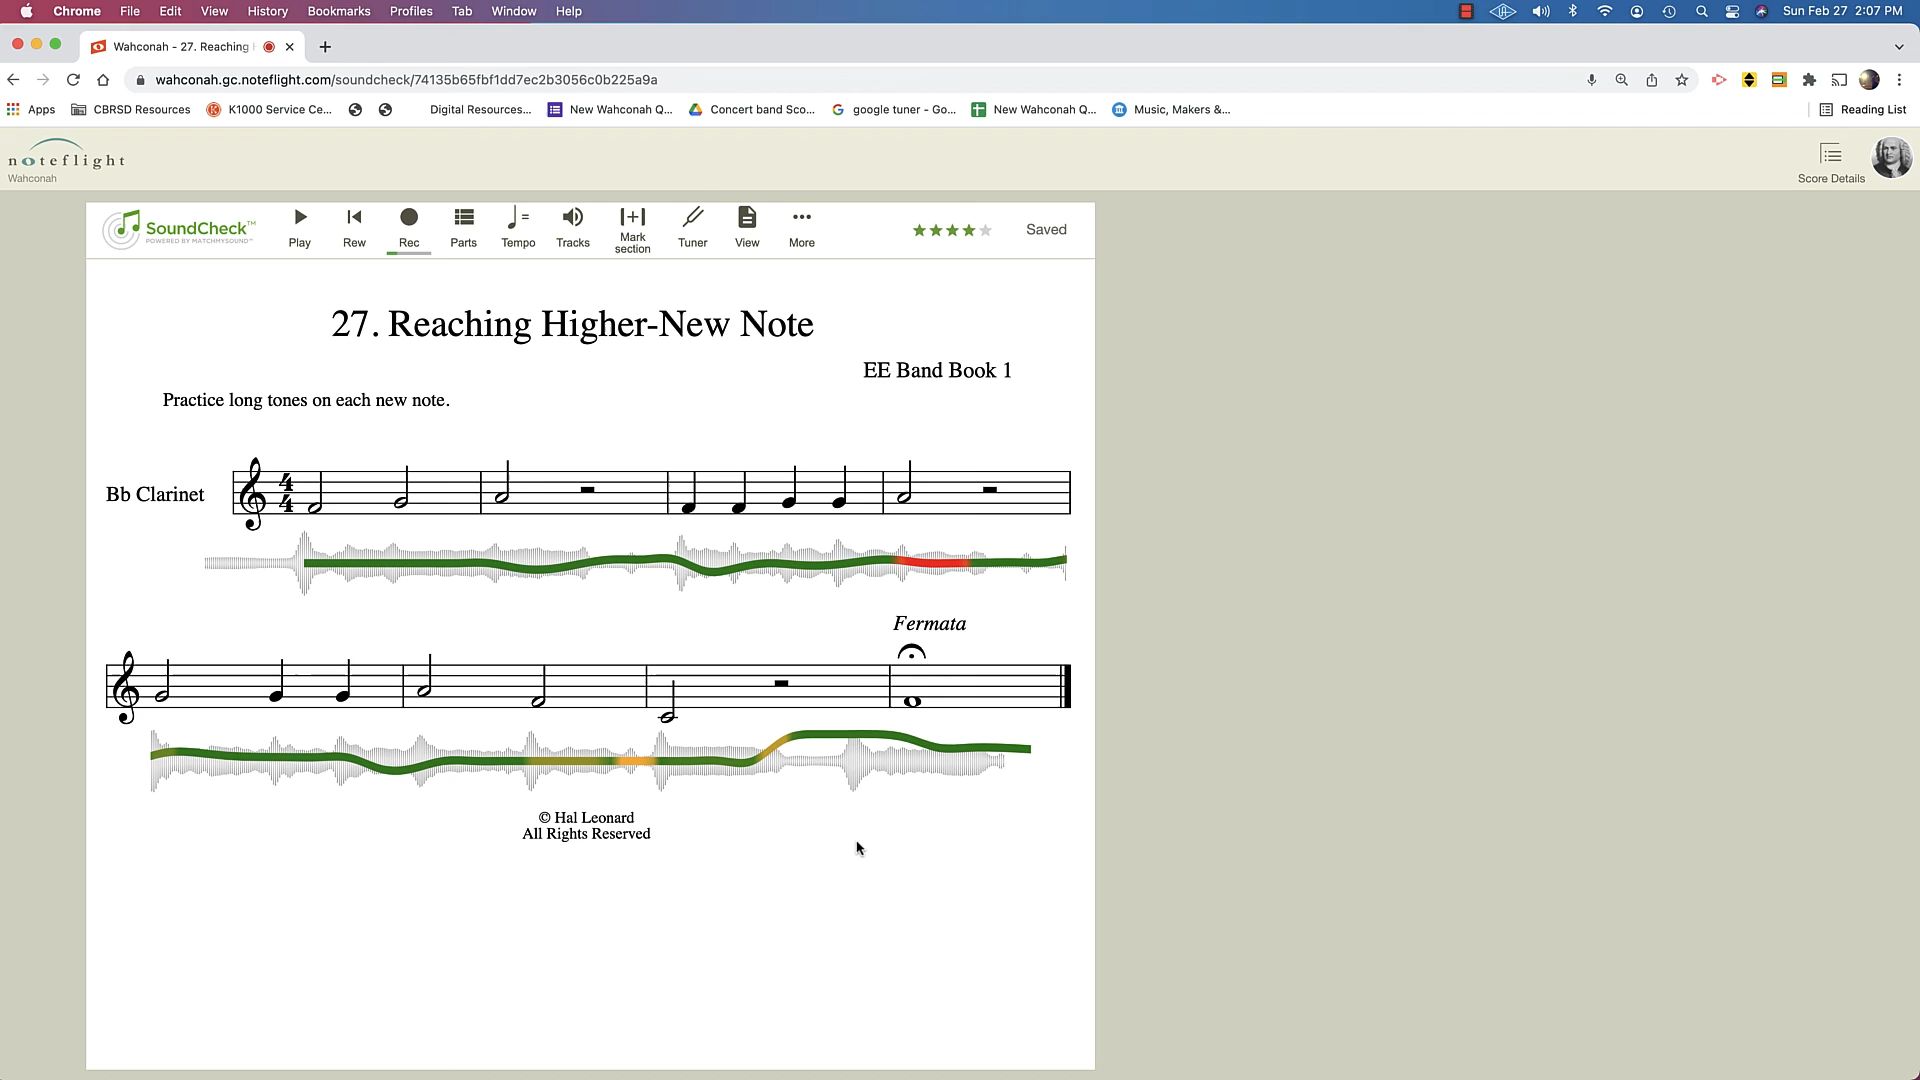 Chrome File Edit View History Bookmarks Profiles Tab Window Help Sun Feb 27 2:07 PM
Wahconah - 27. Reaching
wahconah.gc.noteflight.com/soundcheck/74135b65fbf1dd7ec2b3056c0b225a9a
Apps CBRSD Resources K1000 Service Ce... Digital Resources... New Wahconah Q... Concert band Sco... google tuner - Go... New Wahconah Q... Music, Makers &... Reading List
noteflight
Wahconah
Score Details
SoundCheck™
POWERED BY MATCHMYSOUND™
Play Rew Rec Parts Tempo Tracks Mark section Tuner View More
Saved
27. Reaching Higher-New Note
EE Band Book 1
Practice long tones on each new note.
Bb Clarinet
4
4
Fermata
© Hal Leonard
All Rights Reserved